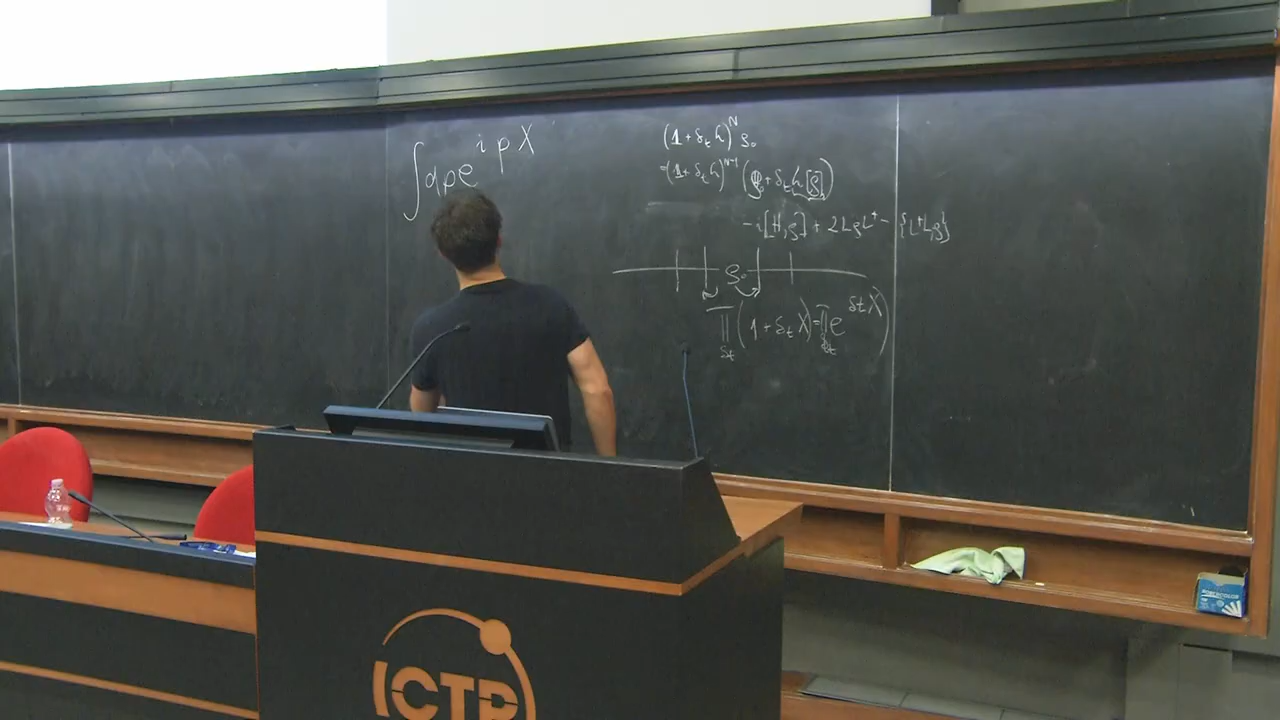 ∫dp e^{ipX}
(1 + δ_t h)^N ρ_0
= (1 + δ_t h)^{N-1} (ρ_0 + δ_t h[ρ])
-i[H,ρ] + 2LρL^† - {L^†L,ρ}
ρ_0
∏_{δt} (1 + δ_t X) = ∏_{δt} e^{δt X})
ICTP